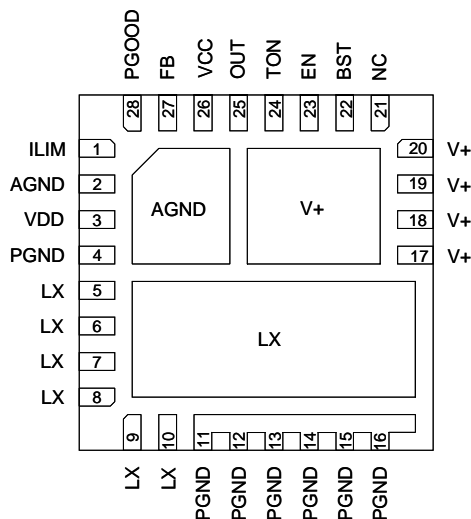 PGOOD FB VCC OUT TON EN BST NC
28 27 26 25 24 23 22 21
ILIM 1 20 V+
AGND 2 19 V+
VDD 3 18 V+
PGND 4 17 V+
AGND V+
LX 5
LX 6
LX 7
LX 8
LX
9 10 11 12 13 14 15 16
LX LX PGND PGND PGND PGND PGND PGND